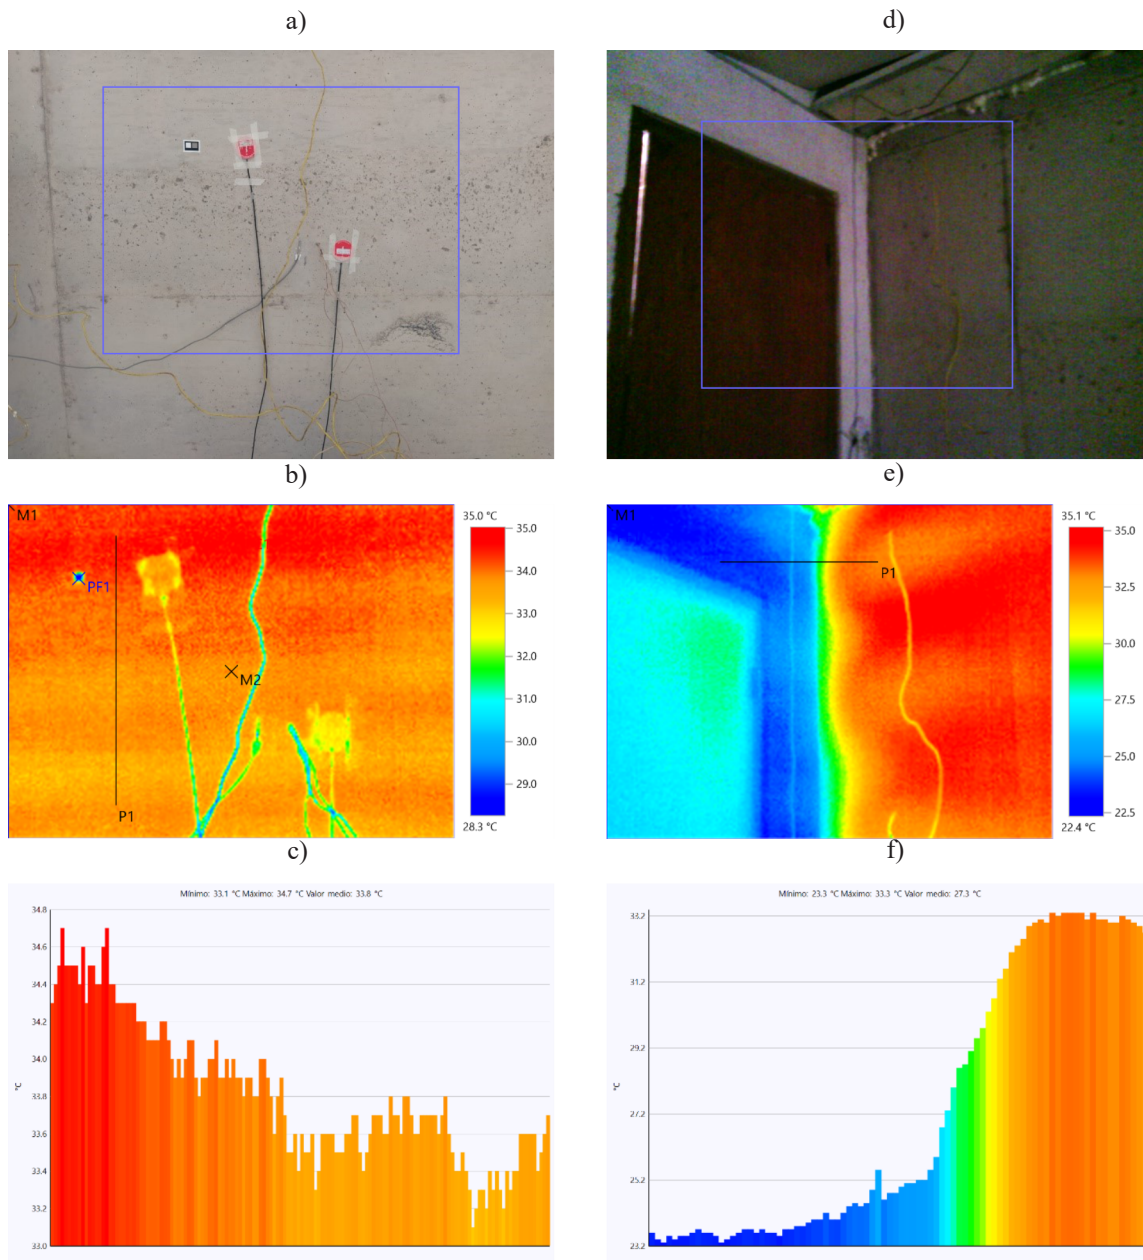 a)
d)
b)
e)
M1
PF1
M2
P1
35.0 °C
35.0
34.0
33.0
32.0
31.0
30.0
29.0
28.3 °C
M1
P1
35.1 °C
35.0
32.5
30.0
27.5
25.0
22.5
22.4 °C
c)
f)
Mínimo: 33.1 °C Máximo: 34.7 °C Valor medio: 33.8 °C
34.8
34.6
34.4
34.2
34.0
33.8
33.6
33.4
33.2
33.0
°C
Mínimo: 23.3 °C Máximo: 33.3 °C Valor medio: 27.3 °C
33.2
31.2
29.2
27.2
25.2
23.2
°C